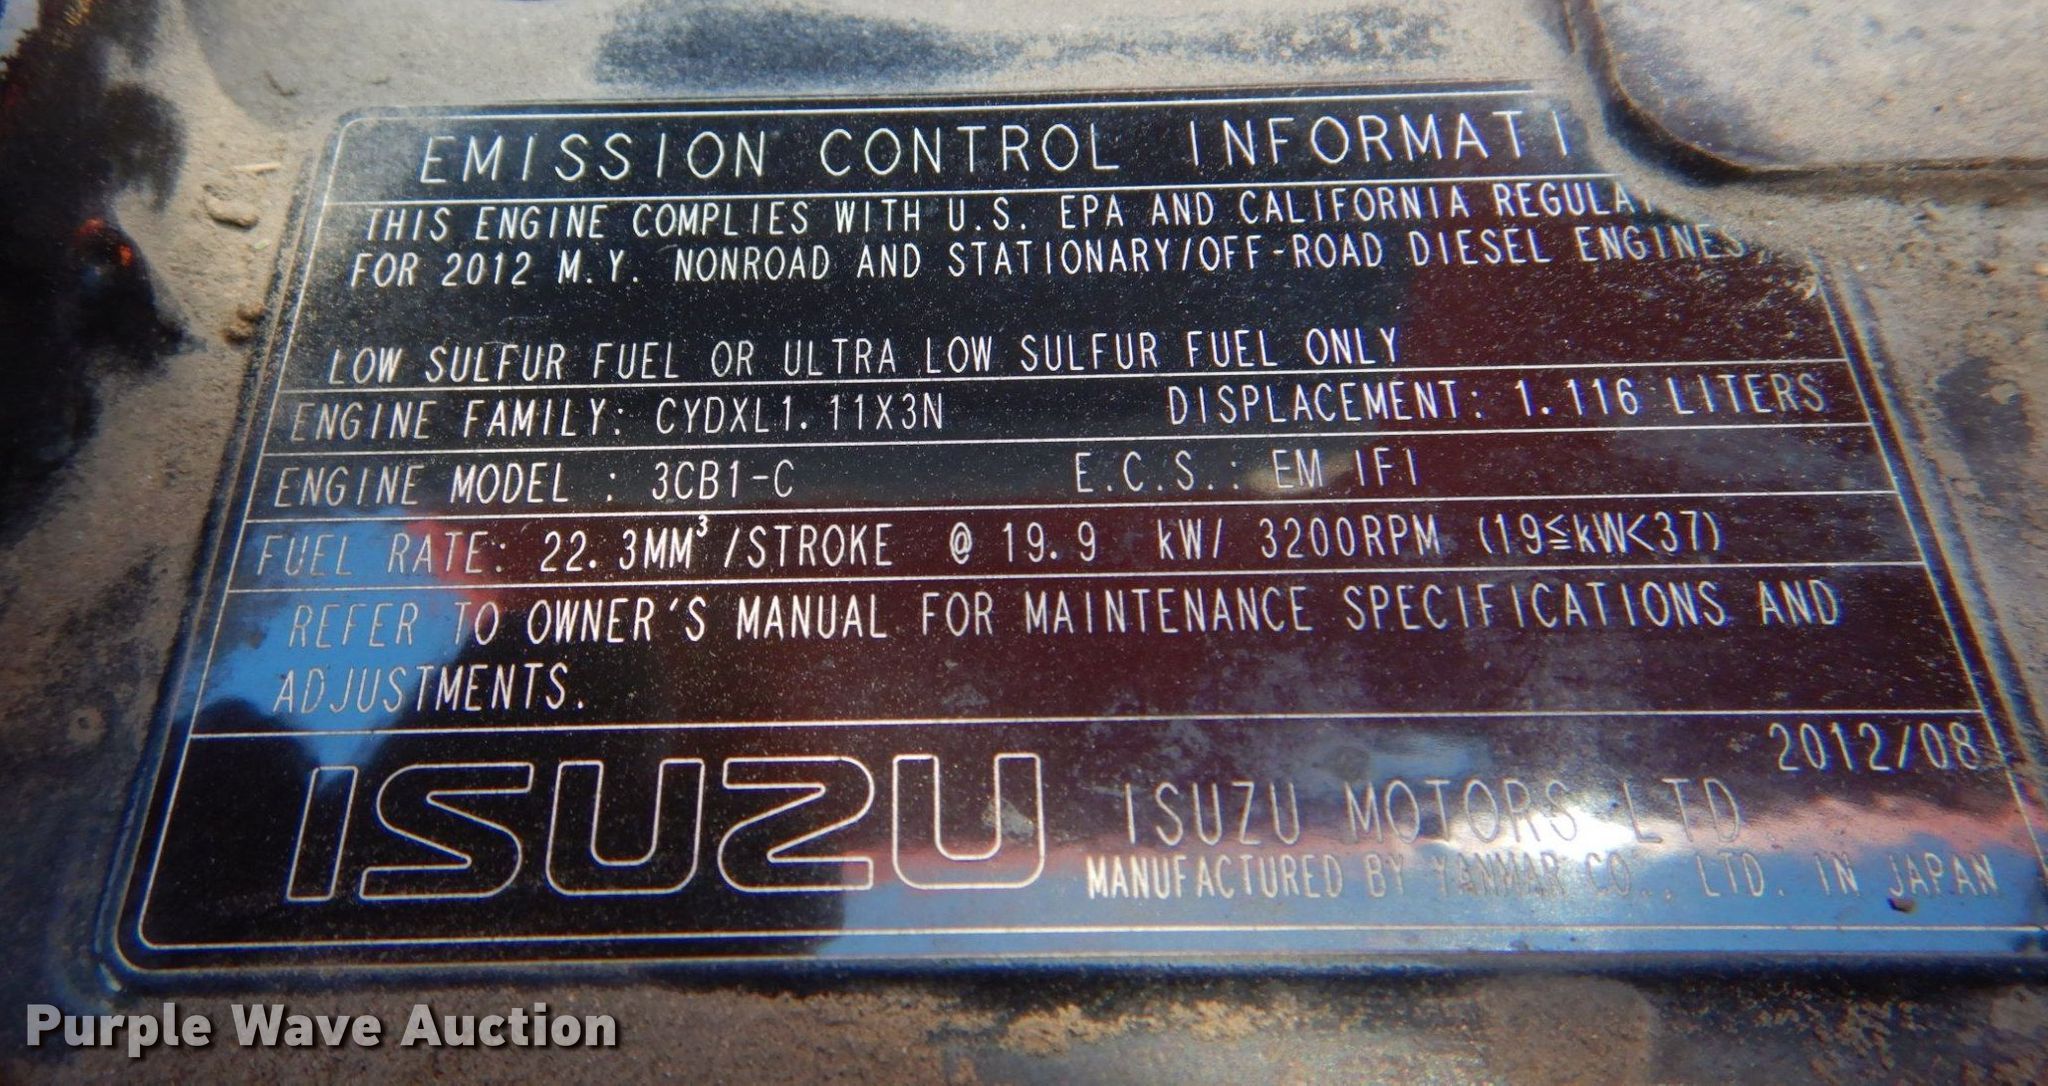 EMISSION CONTROL INFORMATI
THIS ENGINE COMPLIES WITH U.S. EPA AND CALIFORNIA REGULA
FOR 2012 M.Y. NONROAD AND STATIONARY/OFF-ROAD DIESEL ENGINES.
LOW SULFUR FUEL OR ULTRA LOW SULFUR FUEL ONLY
ENGINE FAMILY: CYDXL1.11X3N DISPLACEMENT: 1.116 LITERS
ENGINE MODEL : 3CB1-C E.C.S.: EM IFI
FUEL RATE: 22.3MM³/STROKE @ 19.9 kW/ 3200RPM (19≦kW<37)
REFER TO OWNER'S MANUAL FOR MAINTENANCE SPECIFICATIONS AND
ADJUSTMENTS.
2012/08
ISUZU ISUZU MOTORS LTD
MANUFACTURED BY YANMAR CO., LTD. IN JAPAN
Purple Wave Auction